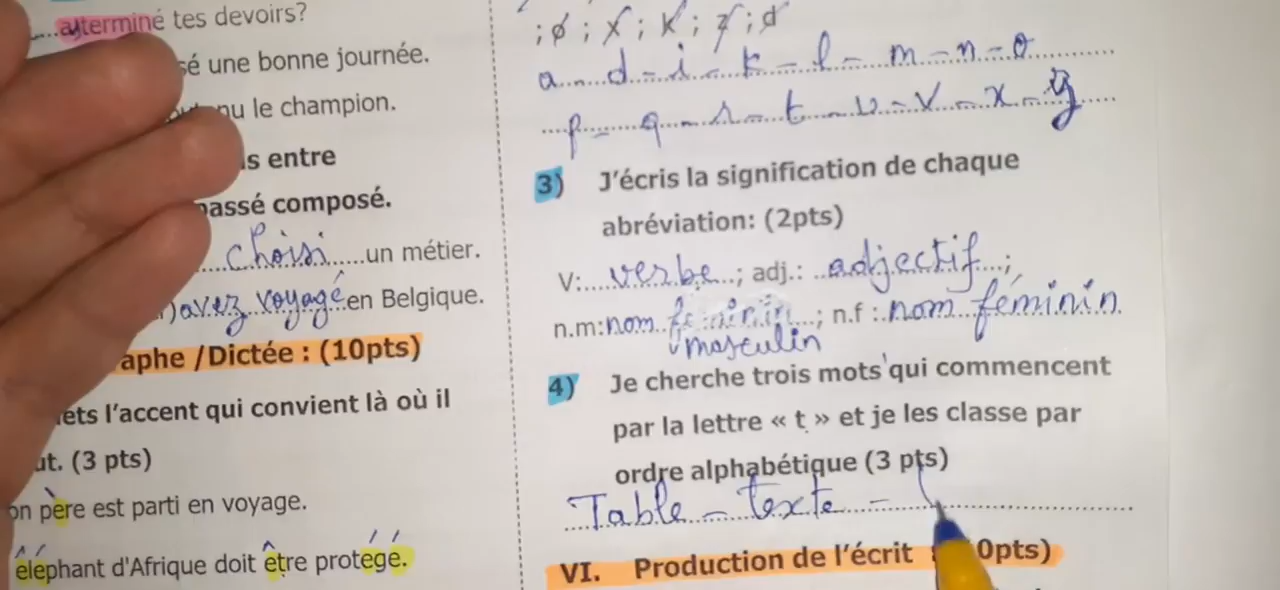 ...as terminé tes devoirs?
sé une bonne journée.
nu le champion.
s entre
passé composé.
choisi un métier.
)avez voyagé en Belgique.
aphe /Dictée : (10pts)
ets l'accent qui convient là où il
ut. (3 pts)
on père est parti en voyage.
éléphant d'Afrique doit être protégé.
a - d - i - k - l - m - n - o
p - q - s - t - u - v - x - y
3) J'écris la signification de chaque
abréviation: (2pts)
V: verbe ; adj.: adjectif ;
n.m: nom masculin ; n.f : nom féminin
4) Je cherche trois mots qui commencent
par la lettre « t » et je les classe par
ordre alphabétique (3 pts)
Table - texte -
VI. Production de l'écrit : 0pts)